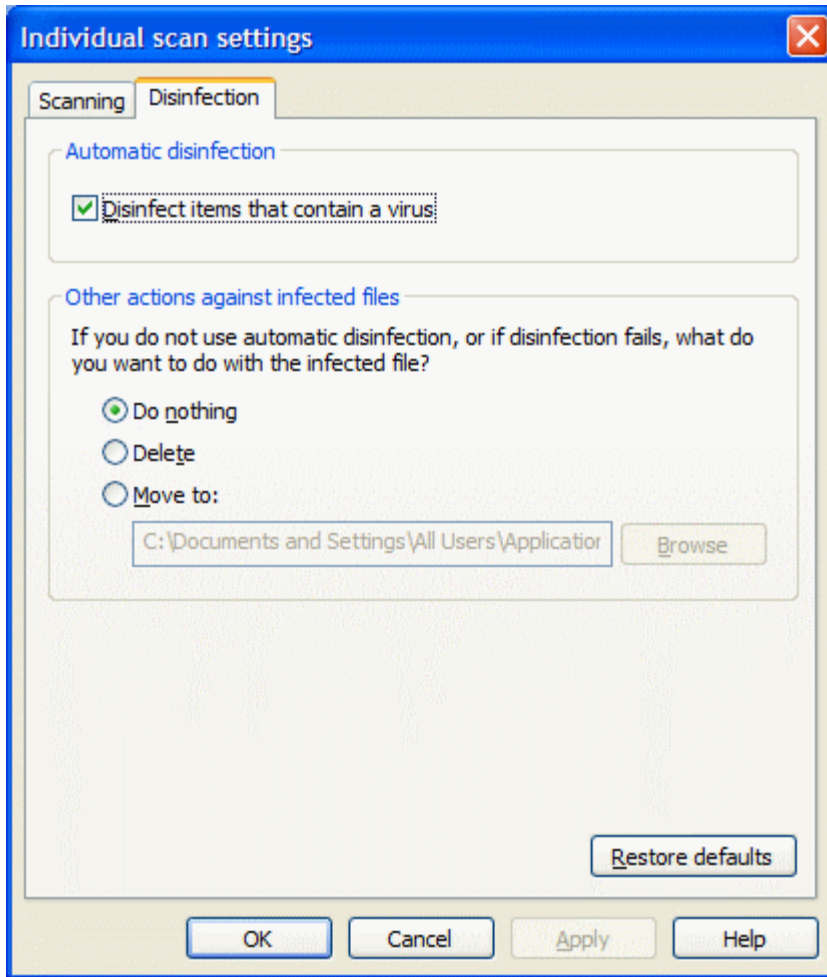 Individual scan settings
Scanning
Disinfection
Automatic disinfection
Disinfect items that contain a virus
Other actions against infected files
If you do not use automatic disinfection, or if disinfection fails, what do
you want to do with the infected file?
Do nothing
Delete
Move to:
C:\Documents and Settings\All Users\Application
Browse
Restore defaults
OK
Cancel
Apply
Help